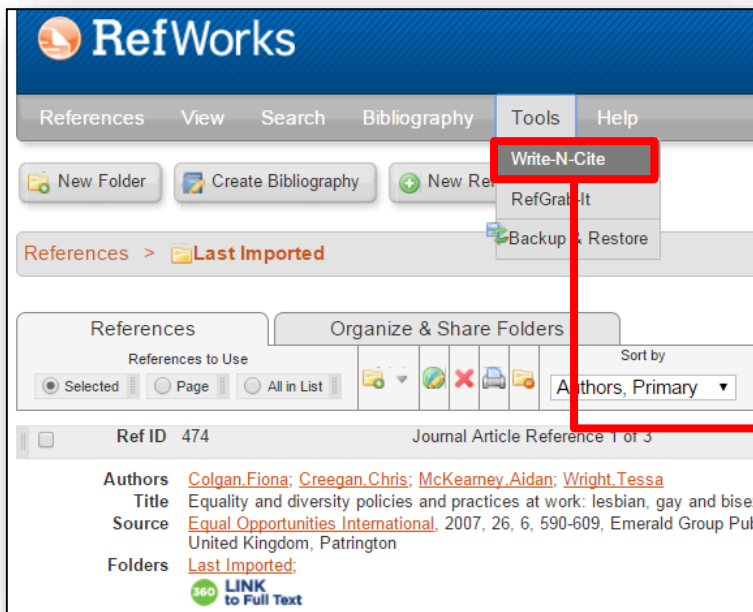 RefWorks
References View Search Bibliography Tools Help
Write-N-Cite
New Folder Create Bibliography New
RefGrab-It
Backup & Restore
References > Last Imported
References Organize & Share Folders
References to Use Sort by
Selected Page All in List Authors, Primary
Ref ID 474 Journal Article Reference 1 of 3
Authors Colgan,Fiona; Creegan,Chris; McKearney,Aidan; Wright,Tessa
Title Equality and diversity policies and practices at work: lesbian, gay and bise
Source Equal Opportunities International, 2007, 26, 6, 590-609, Emerald Group Pub
United Kingdom, Patrington
Folders Last Imported;
360 LINK
to Full Text